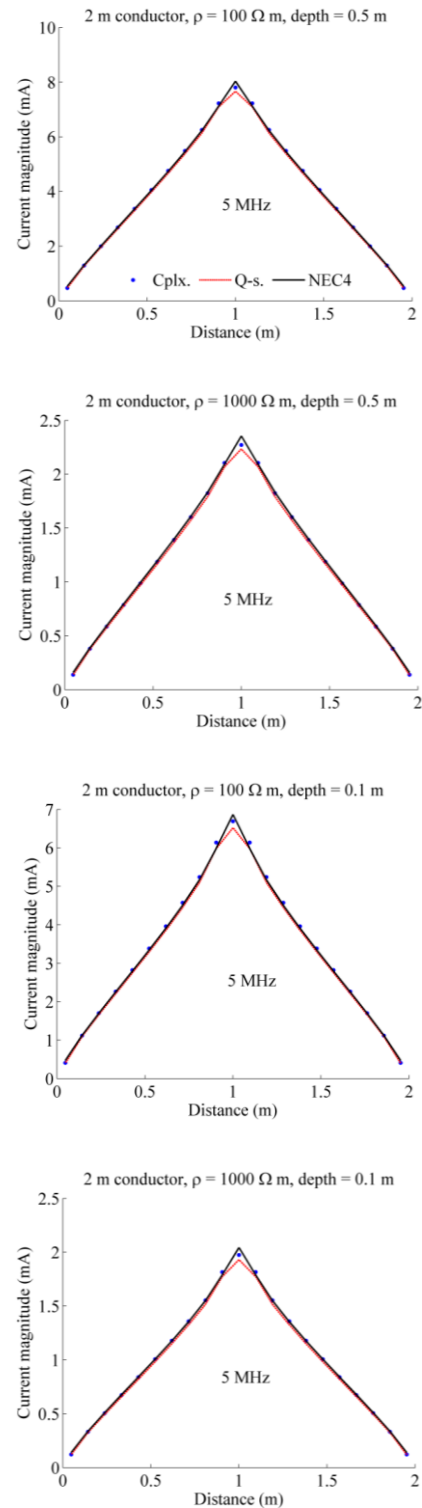 2 m conductor, ρ = 100 Ω m, depth = 0.5 m
10
8
6
4
2
0
Current magnitude (mA)
5 MHz
Cplx. Q-s. NEC4
0 0.5 1 1.5 2
Distance (m)
2 m conductor, ρ = 1000 Ω m, depth = 0.5 m
2.5
2
1.5
1
0.5
0
Current magnitude (mA)
5 MHz
0 0.5 1 1.5 2
Distance (m)
2 m conductor, ρ = 100 Ω m, depth = 0.1 m
7
6
5
4
3
2
1
0
Current magnitude (mA)
5 MHz
0 0.5 1 1.5 2
Distance (m)
2 m conductor, ρ = 1000 Ω m, depth = 0.1 m
2.5
2
1.5
1
0.5
0
Current magnitude (mA)
5 MHz
0 0.5 1 1.5 2
Distance (m)